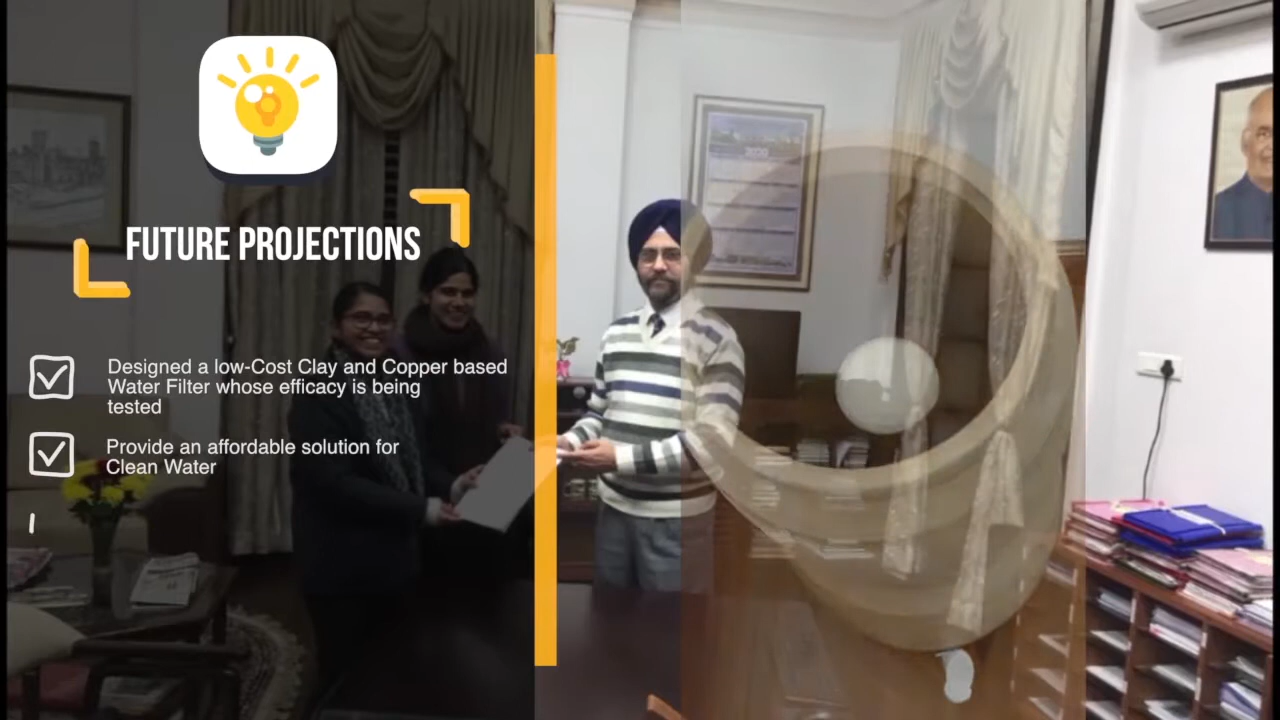 FUTURE PROJECTIONS
Designed a low-Cost Clay and Copper based
Water Filter whose efficacy is being
tested
Provide an affordable solution for
Clean Water
2020